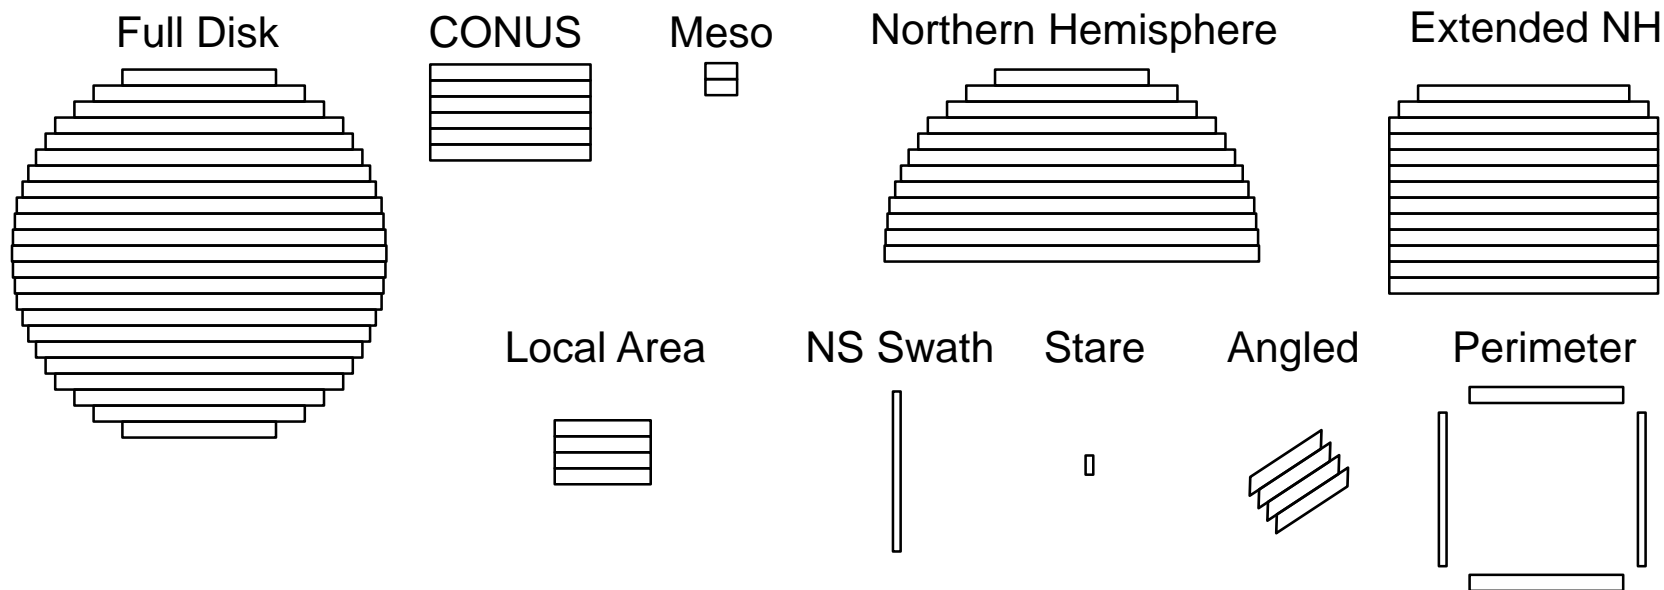 Full Disk
CONUS
Meso
Northern Hemisphere
Extended NH
Local Area
NS Swath
Stare
Angled
Perimeter